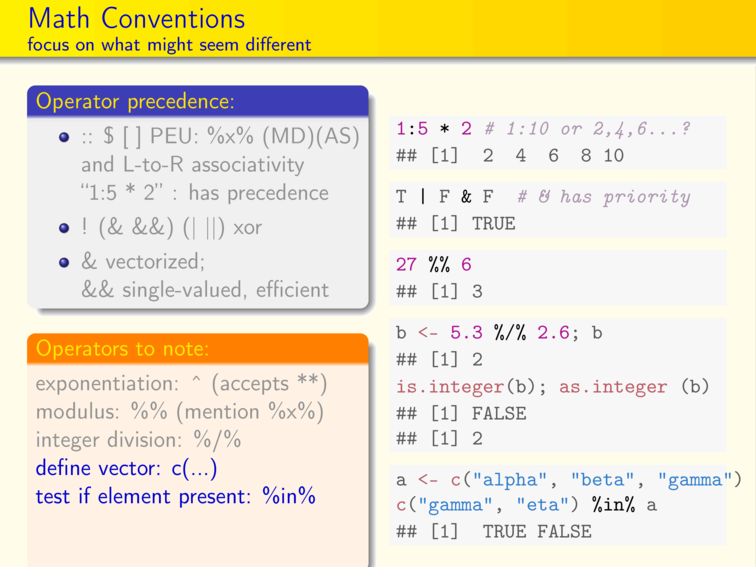 Math Conventions
focus on what might seem different
Operator precedence:
:: $ [ ] PEU: %x% (MD)(AS)
and L-to-R associativity
“1:5 * 2” : has precedence
! (& &&) (| ||) xor
& vectorized;
&& single-valued, efficient
Operators to note:
exponentiation: ^ (accepts **)
modulus: %% (mention %x%)
integer division: %/%
define vector: c(...)
test if element present: %in%
1:5 * 2 # 1:10 or 2,4,6...?
## [1]  2  4  6  8 10
T | F & F  # & has priority
## [1] TRUE
27 %% 6
## [1] 3
b <- 5.3 %/% 2.6; b
## [1] 2
is.integer(b); as.integer (b)
## [1] FALSE
## [1] 2
a <- c("alpha", "beta", "gamma")
c("gamma", "eta") %in% a
## [1]  TRUE FALSE